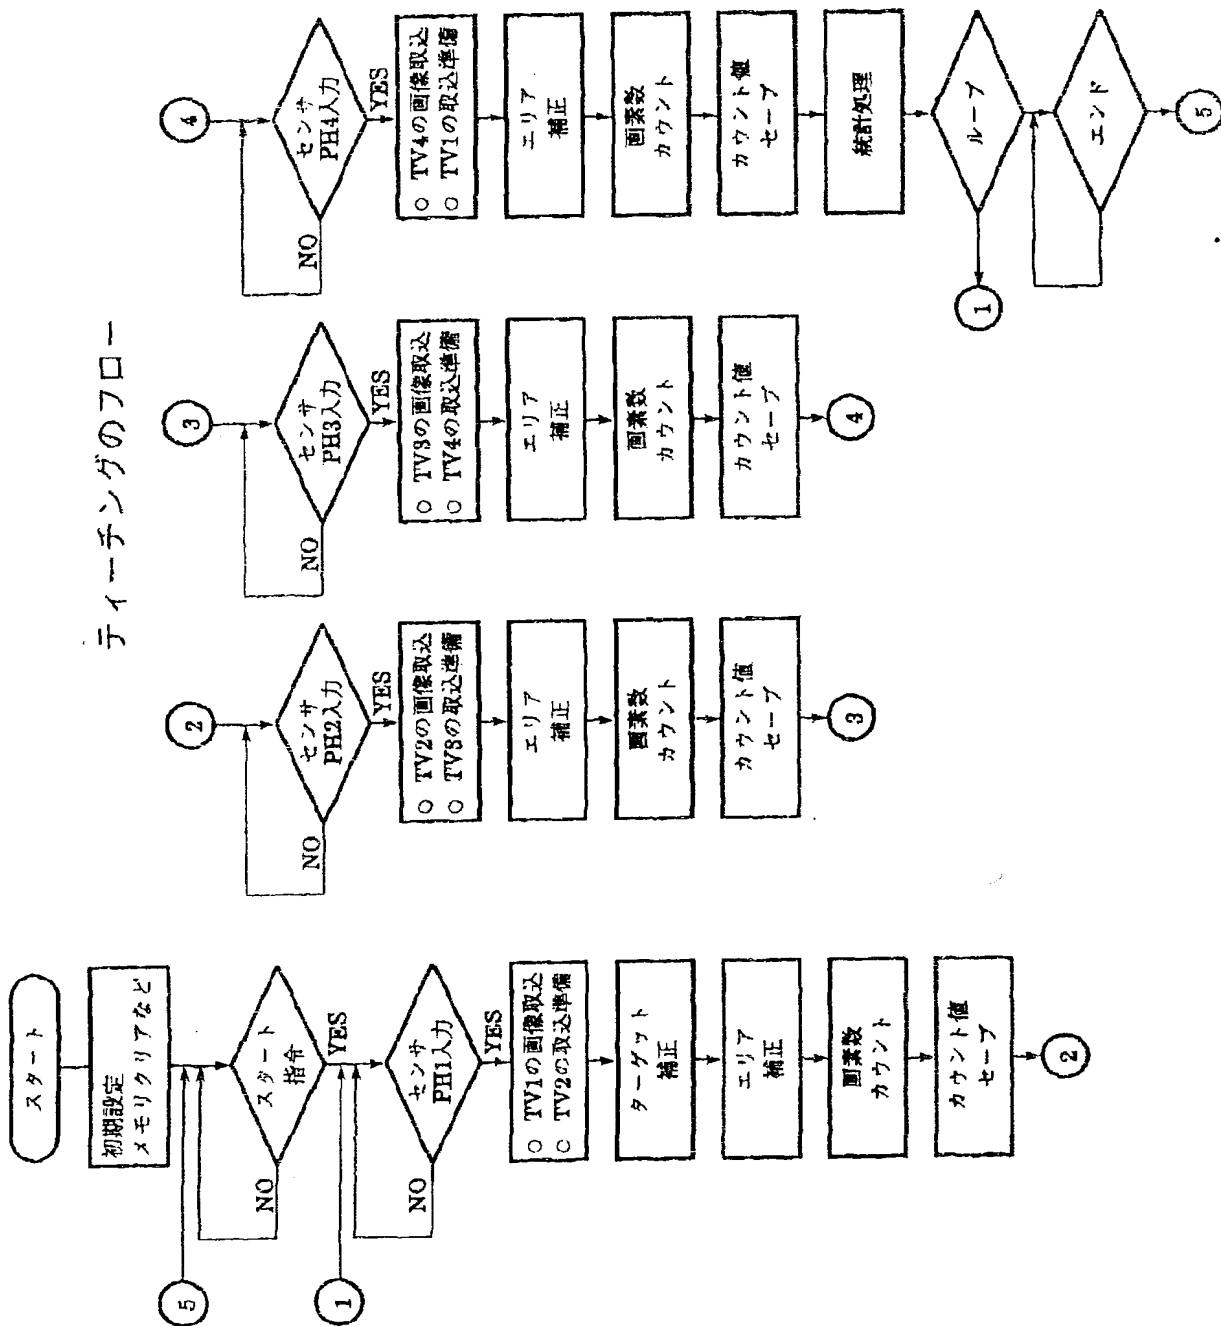 ティーチングのフロー
スタート
初期設定
メモリクリアなど
5
スタート
指令
NO
YES
1
センサ
PH1入力
NO
YES
○ TV1の画像取込
○ TV2の取込準備
ターゲット
補正
エリア
補正
画素数
カウント
カウント値
セーブ
2
2
センサ
PH2入力
NO
YES
○ TV2の画像取込
○ TV3の取込準備
エリア
補正
画素数
カウント
カウント値
セーブ
3
3
センサ
PH3入力
NO
YES
○ TV3の画像取込
○ TV4の取込準備
エリア
補正
画素数
カウント
カウント値
セーブ
4
4
センサ
PH4入力
NO
YES
○ TV4の画像取込
○ TV1の取込準備
エリア
補正
画素数
カウント
カウント値
セーブ
統計処理
ループ
1
エンド
5